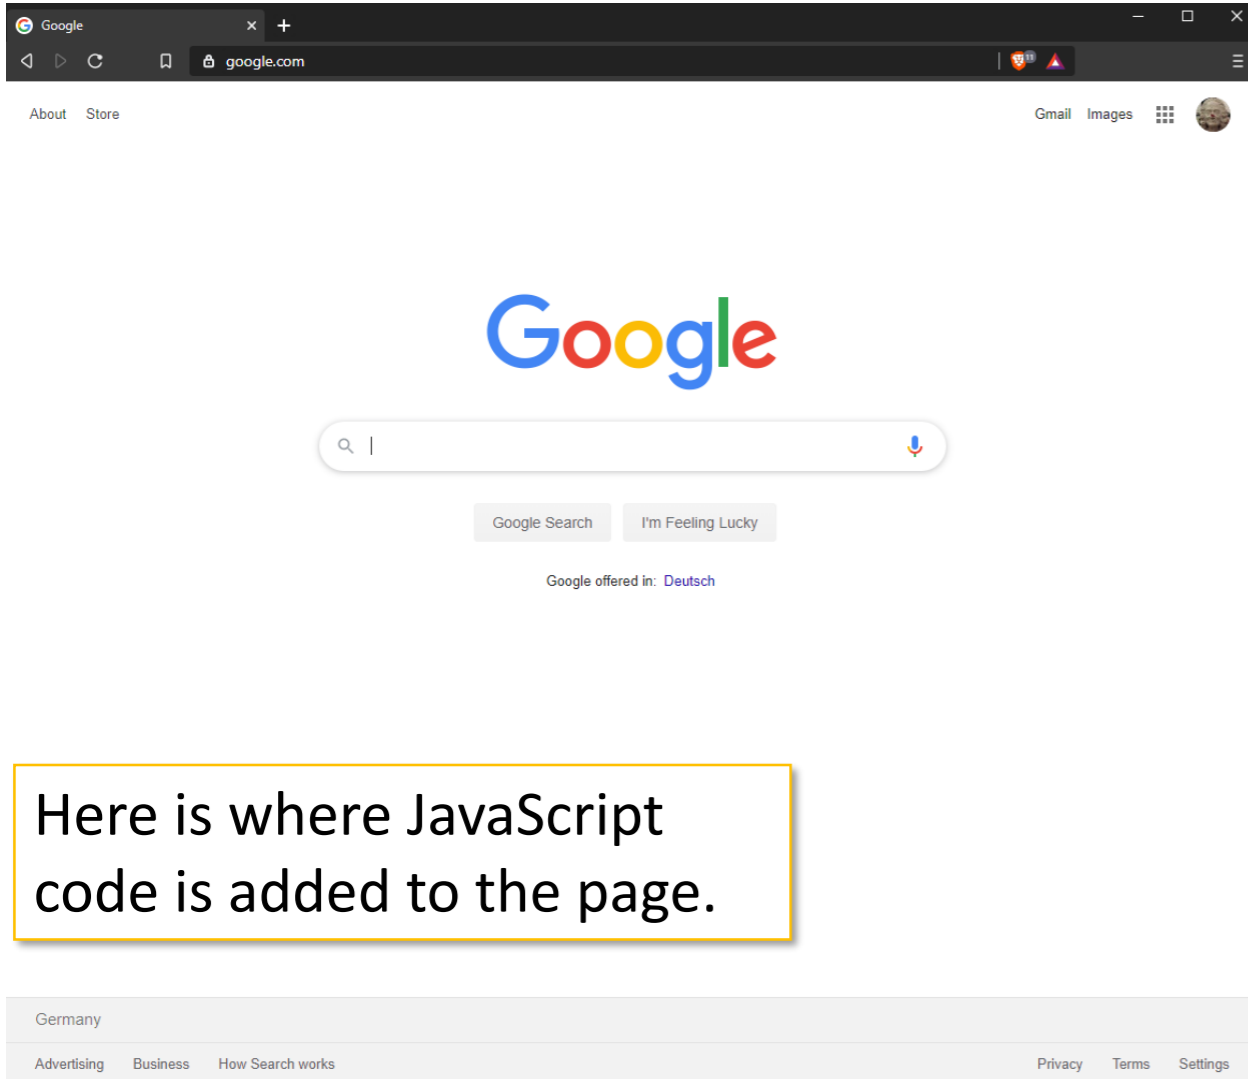 Google
google.com
11
About Store
Gmail Images
Google
Google Search I'm Feeling Lucky
Google offered in: Deutsch
Here is where JavaScript
code is added to the page.
Germany
Advertising Business How Search works
Privacy Terms Settings